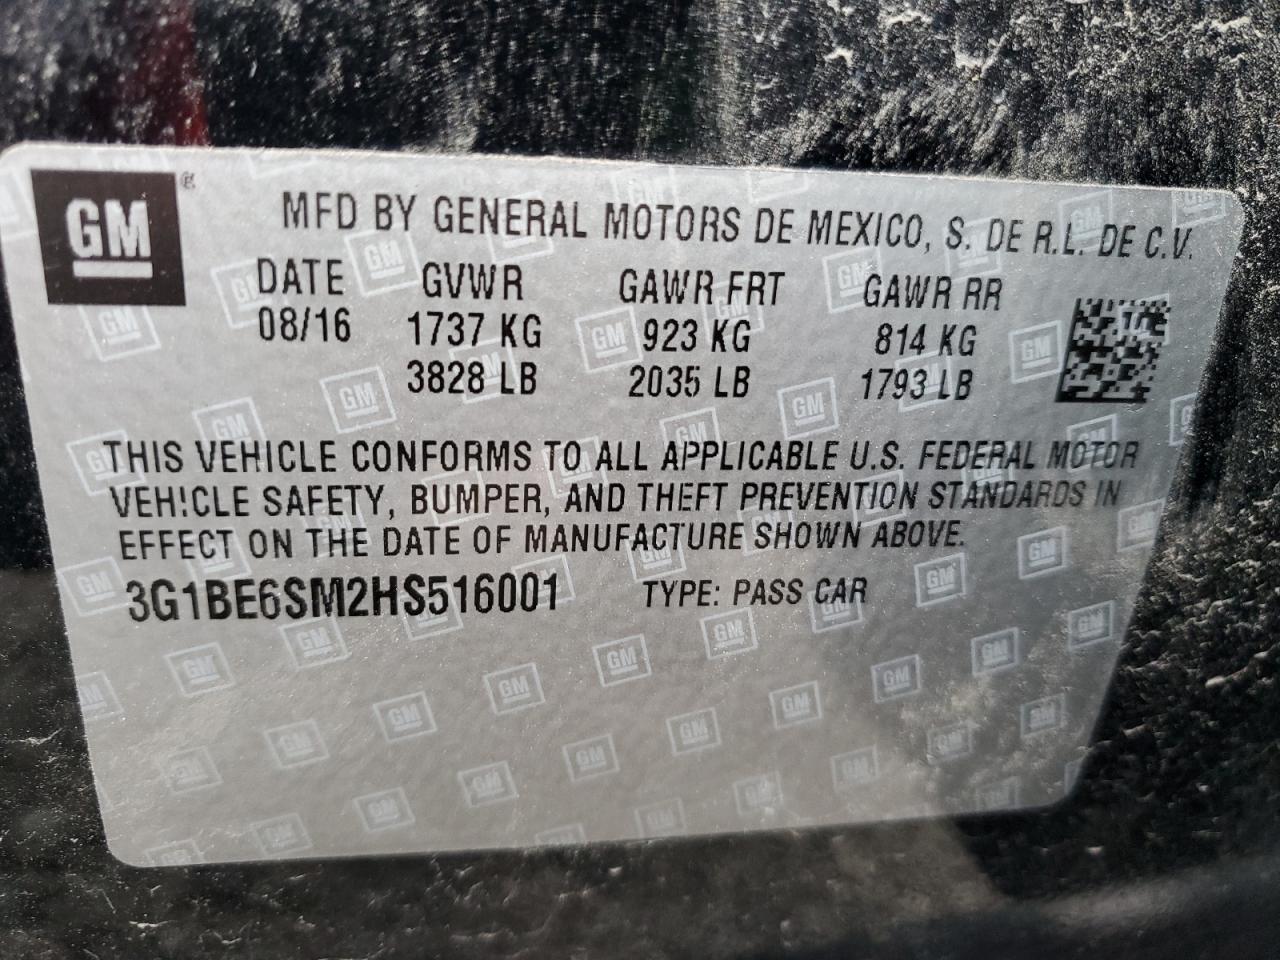 GM
MFD BY GENERAL MOTORS DE MEXICO, S. DE R.L. DE C.V.
DATE GVWR GAWR FRT GAWR RR
08/16 1737 KG 923 KG 814 KG
3828 LB 2035 LB 1793 LB
THIS VEHICLE CONFORMS TO ALL APPLICABLE U.S. FEDERAL MOTOR
VEHICLE SAFETY, BUMPER, AND THEFT PREVENTION STANDARDS IN
EFFECT ON THE DATE OF MANUFACTURE SHOWN ABOVE.
3G1BE6SM2HS516001 TYPE: PASS CAR